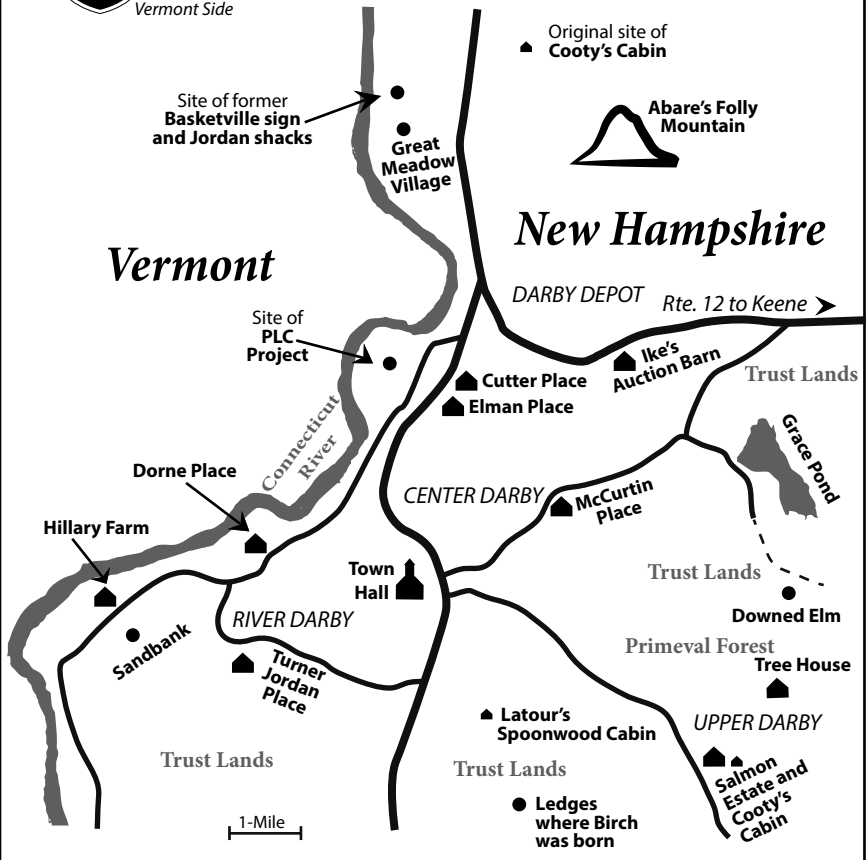 Vermont Side
Original site of
Cooty's Cabin
Site of former
Basketville sign
and Jordan shacks
Abare's Folly
Mountain
Great
Meadow
Village
New Hampshire
Vermont
DARBY DEPOT
Rte. 12 to Keene
Site of
PLC
Project
Ike's
Auction Barn
Trust Lands
Cutter Place
Elman Place
Connecticut
River
Grace Pond
Dorne Place
CENTER DARBY
McCurtin
Place
Hillary Farm
Town
Hall
Trust Lands
Downed Elm
RIVER DARBY
Sandbank
Primeval Forest
Tree House
Turner
Jordan
Place
Latour's
Spoonwood Cabin
UPPER DARBY
Trust Lands
Trust Lands
Salmon
Estate and
Cooty's
Cabin
Ledges
where Birch
was born
1-Mile